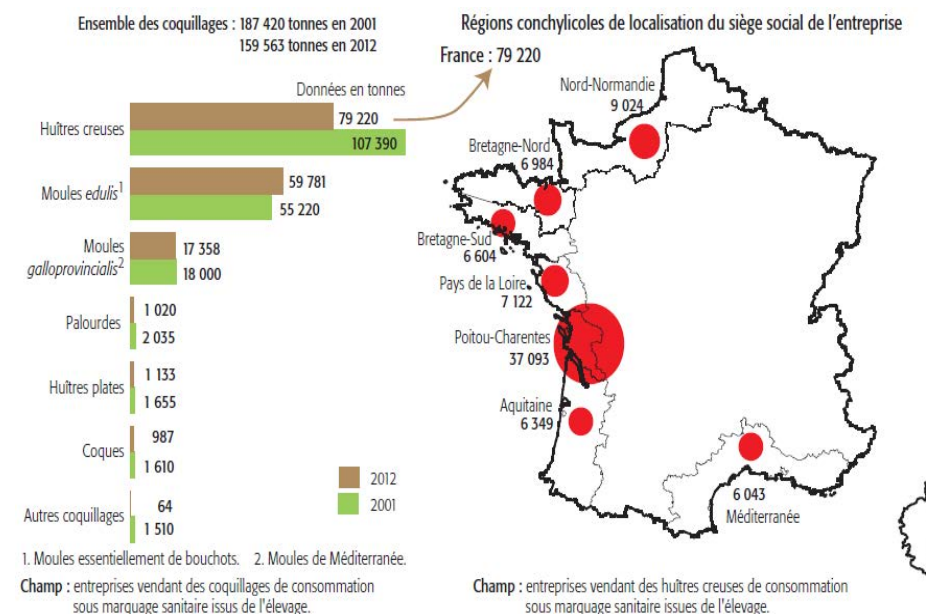 Ensemble des coquillages : 187 420 tonnes en 2001
159 563 tonnes en 2012
Données en tonnes
Huîtres creuses
79 220
107 390
Moules edulis1
59 781
55 220
Moules
galloprovincialis2
17 358
18 000
Palourdes
1 020
2 035
Huîtres plates
1 133
1 655
Coques
987
1 610
Autres coquillages
64
1 510
2012
2001
1. Moules essentiellement de bouchots. 2. Moules de Méditerranée.
Champ : entreprises vendant des coquillages de consommation
sous marquage sanitaire issus de l'élevage.
Régions conchylicoles de localisation du siège social de l'entreprise
France : 79 220
Nord-Normandie
9 024
Bretagne-Nord
6 984
Bretagne-Sud
6 604
Pays de la Loire
7 122
Poitou-Charentes
37 093
Aquitaine
6 349
6 043
Méditerranée
Champ : entreprises vendant des huîtres creuses de consommation
sous marquage sanitaire issues de l'élevage.